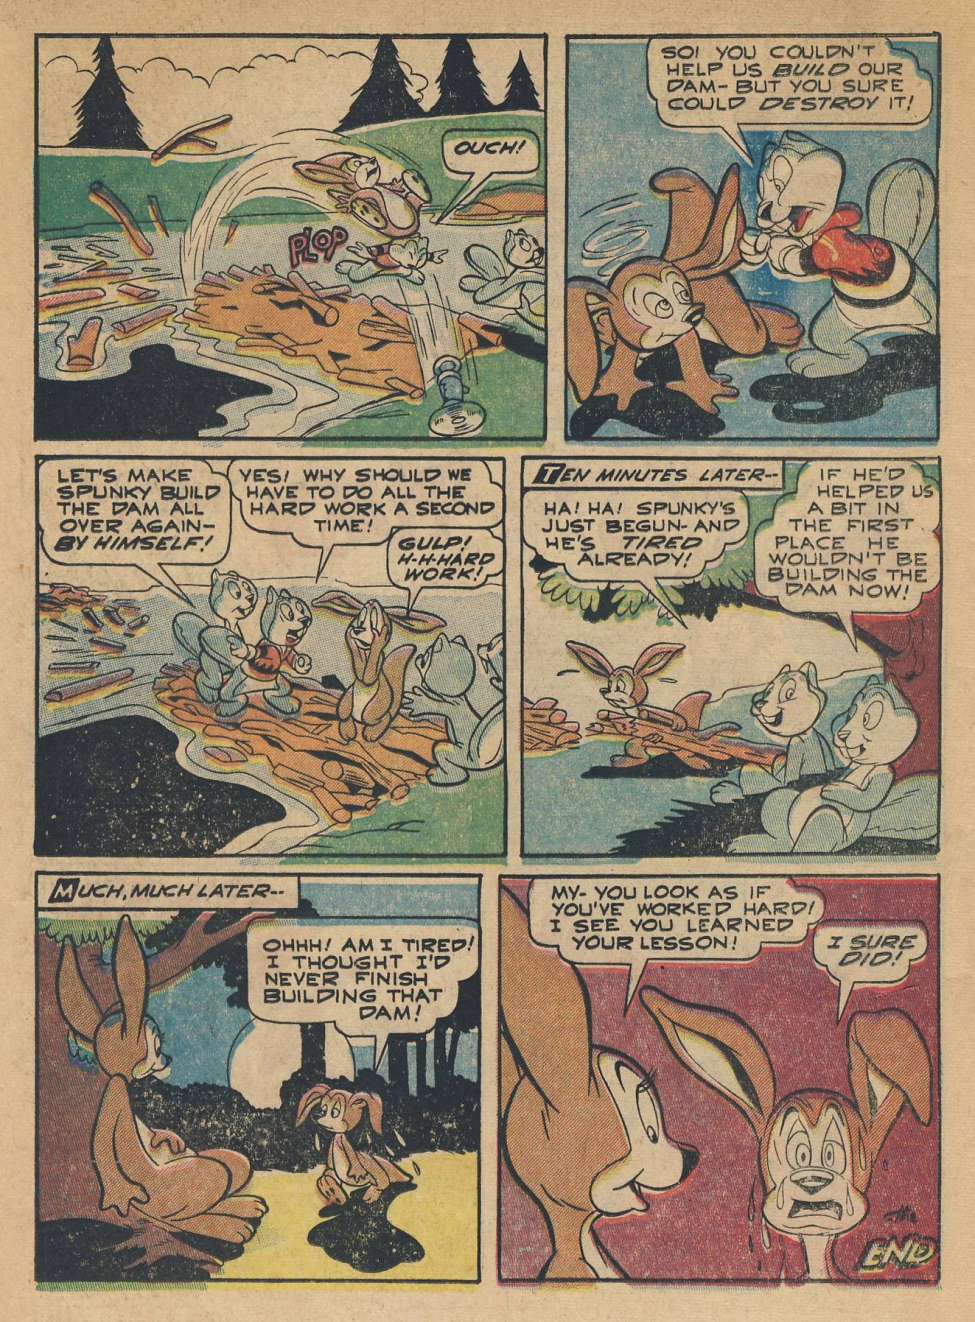 OUCH!
PLOP
SO! YOU COULDN'T
HELP US BUILD OUR
DAM- BUT YOU SURE
COULD DESTROY IT!
LET'S MAKE
SPUNKY BUILD
THE DAM ALL
OVER AGAIN-
BY HIMSELF!
YES! WHY SHOULD WE
HAVE TO DO ALL THE
HARD WORK A SECOND
TIME!
GULP!
H-H-HARD
WORK!
TEN MINUTES LATER--
HA! HA! SPUNKY'S
JUST BEGUN- AND
HE'S TIRED
ALREADY!
IF HE'D
HELPED US
A BIT IN
THE FIRST
PLACE HE
WOULDN'T BE
BUILDING THE
DAM NOW!
MUCH, MUCH LATER--
OHHH! AM I TIRED!
I THOUGHT I'D
NEVER FINISH
BUILDING THAT
DAM!
MY- YOU LOOK AS IF
YOU'VE WORKED HARD!
I SEE YOU LEARNED
YOUR LESSON!
I SURE
DID!
THE
END